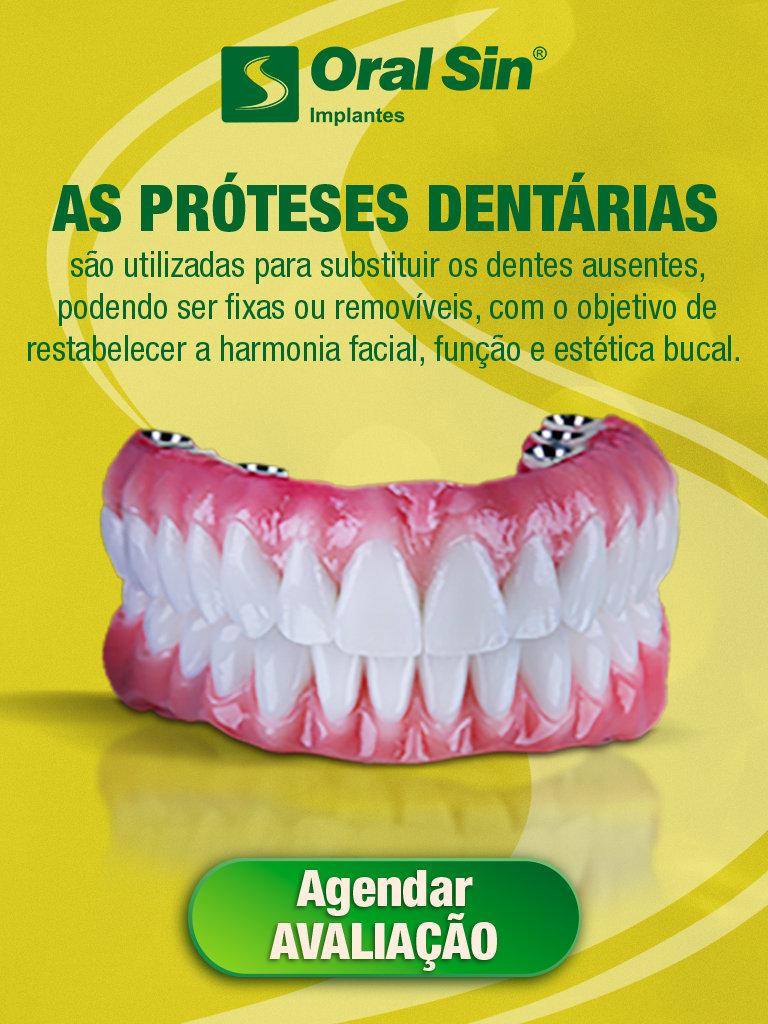 Oral Sin®
Implantes
AS PRÓTESES DENTÁRIAS
são utilizadas para substituir os dentes ausentes,
podendo ser fixas ou removíveis, com o objetivo de
restabelecer a harmonia facial, função e estética bucal.
Agendar
AVALIAÇÃO